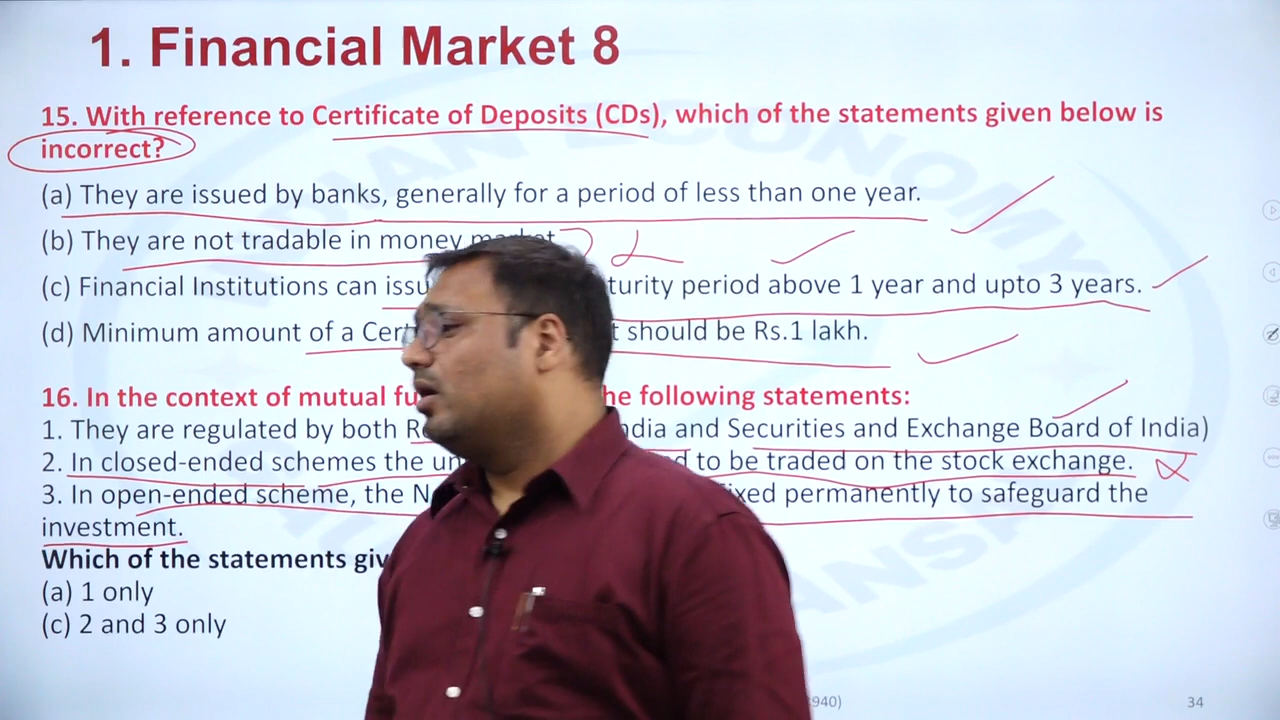 1. Financial Market 8
15. With reference to Certificate of Deposits (CDs), which of the statements given below is
incorrect?
(a) They are issued by banks, generally for a period of less than one year.
(b) They are not tradable in money market.
(c) Financial Institutions can issu turity period above 1 year and upto 3 years.
(d) Minimum amount of a Cert t should be Rs.1 lakh.
16. In the context of mutual fu he following statements:
1. They are regulated by both Re ndia and Securities and Exchange Board of India)
2. In closed-ended schemes the un d to be traded on the stock exchange.
3. In open-ended scheme, the N ixed permanently to safeguard the
investment.
Which of the statements giv
(a) 1 only
(c) 2 and 3 only
940)
34